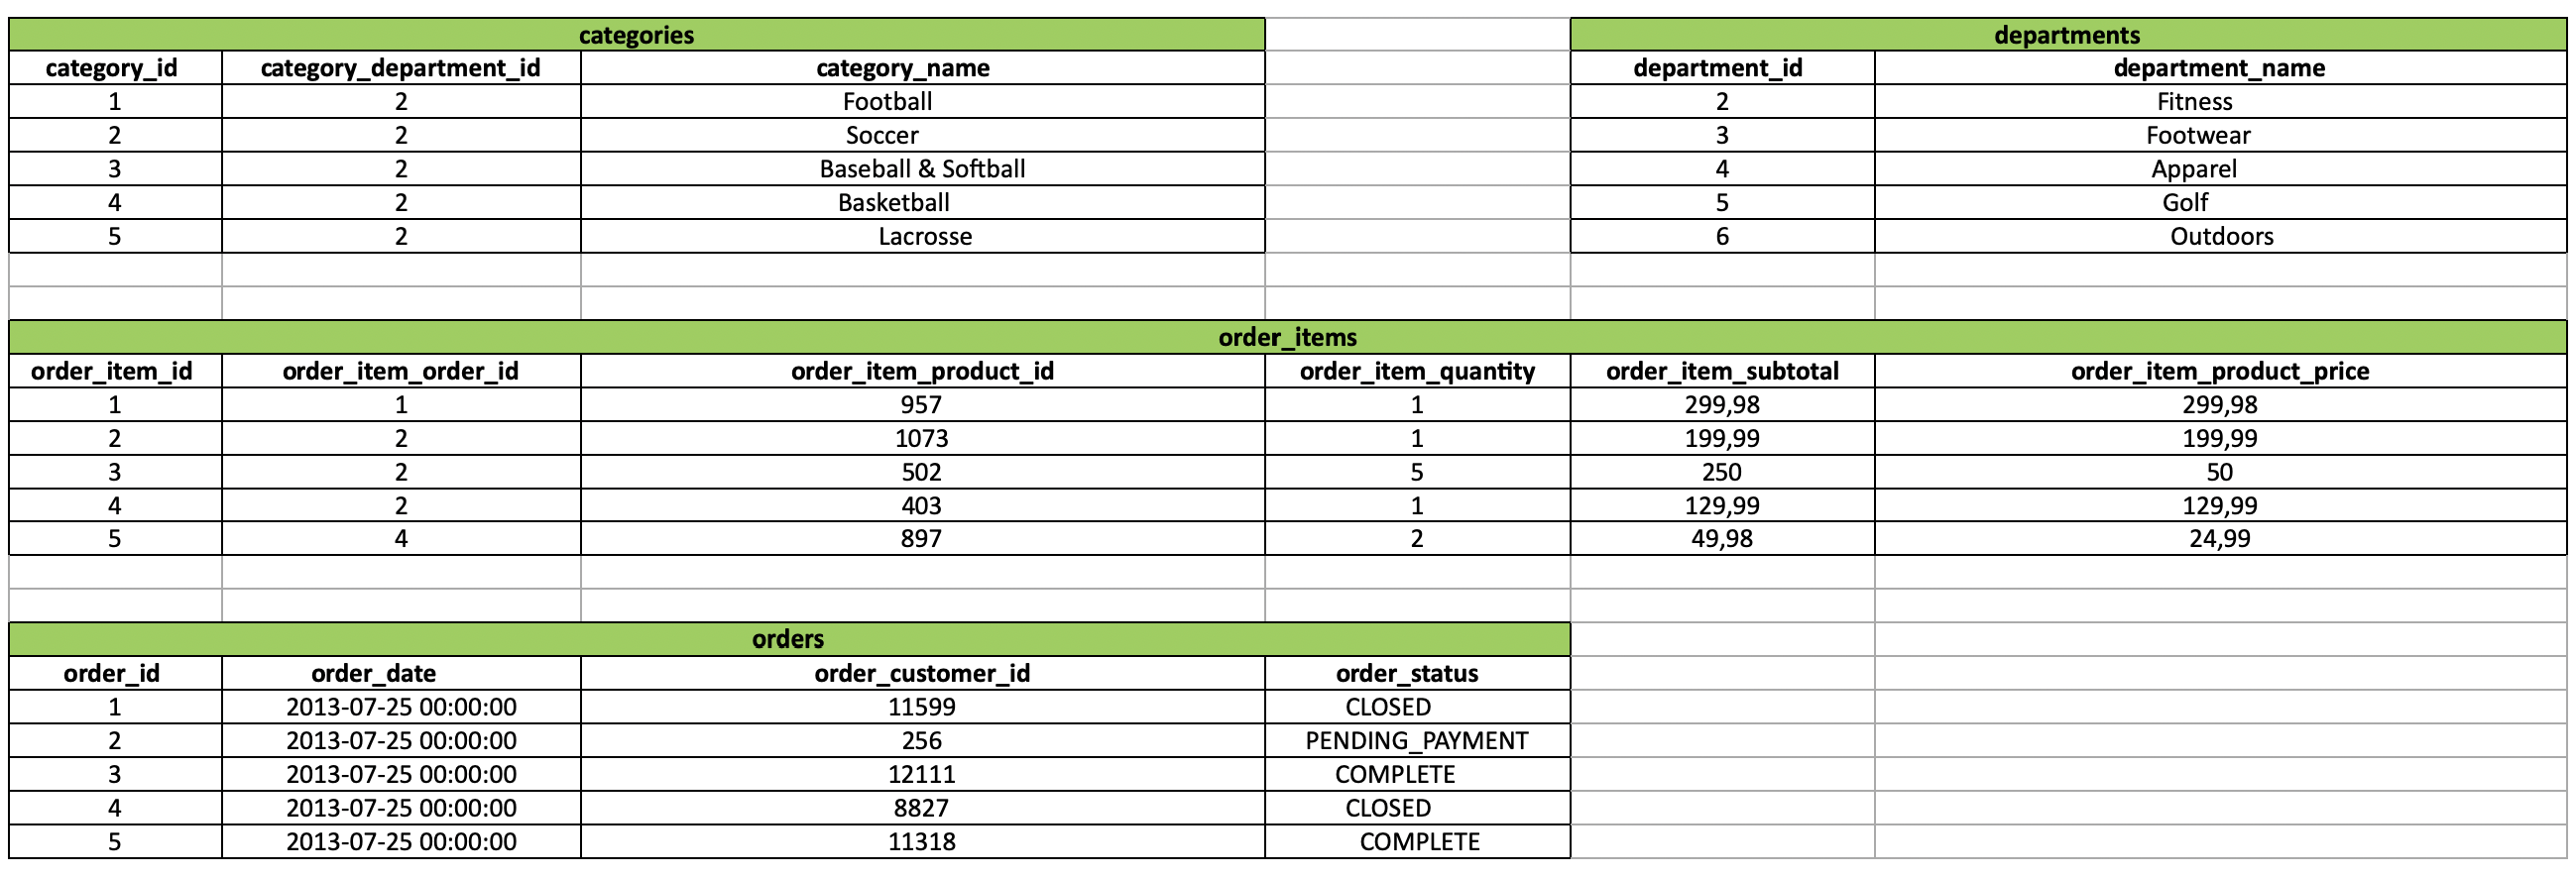 categories departments
category_id category_department_id category_name department_id department_name
1 2 Football 2 Fitness
2 2 Soccer 3 Footwear
3 2 Baseball & Softball 4 Apparel
4 2 Basketball 5 Golf
5 2 Lacrosse 6 Outdoors
order_items
order_item_id order_item_order_id order_item_product_id order_item_quantity order_item_subtotal order_item_product_price
1 1 957 1 299,98 299,98
2 2 1073 1 199,99 199,99
3 2 502 5 250 50
4 2 403 1 129,99 129,99
5 4 897 2 49,98 24,99
orders
order_id order_date order_customer_id order_status
1 2013-07-25 00:00:00 11599 CLOSED
2 2013-07-25 00:00:00 256 PENDING_PAYMENT
3 2013-07-25 00:00:00 12111 COMPLETE
4 2013-07-25 00:00:00 8827 CLOSED
5 2013-07-25 00:00:00 11318 COMPLETE